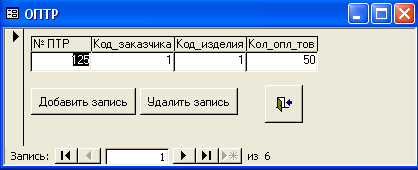 ОПТР
№ ПТР Код_заказчика Код_изделия Кол_опл_тов
125 1 1 50
Добавить запись Удалить запись
Запись: 1 из 6